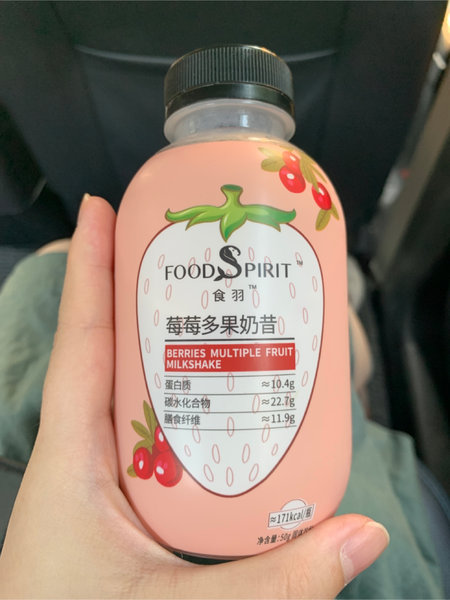 FOOD SPIRIT™
食羽™
莓莓多果奶昔
BERRIES MULTIPLE FRUIT
MILKSHAKE
蛋白质 ≈10.4g
碳水化合物 ≈22.7g
膳食纤维 ≈11.9g
≈171kcal/瓶
净含量:50g